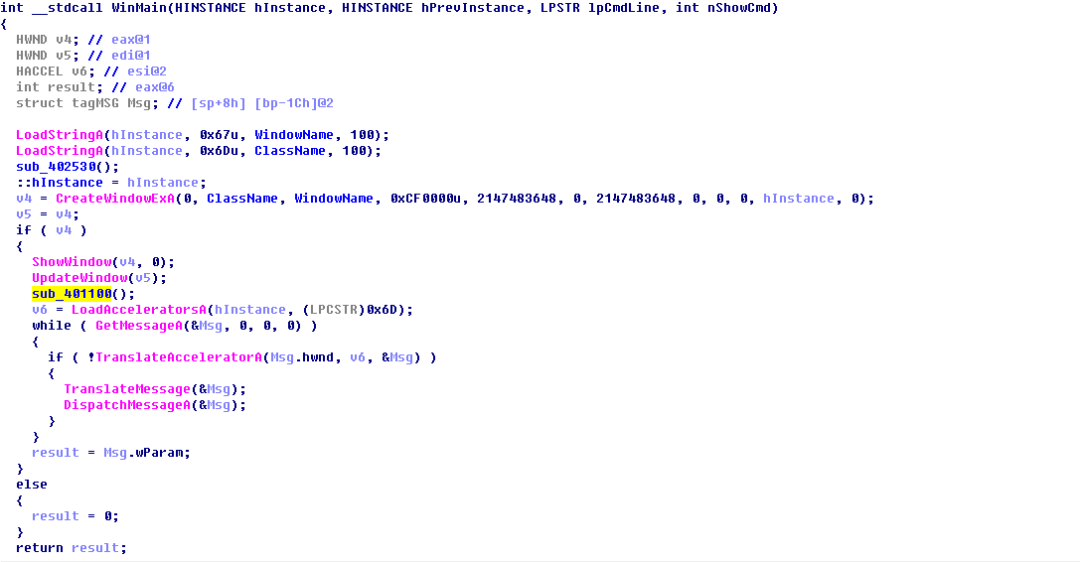 int __stdcall WinMain(HINSTANCE hInstance, HINSTANCE hPrevInstance, LPSTR lpCmdLine, int nShowCmd)
{
  HWND v4; // eax@1
  HWND v5; // edi@1
  HACCEL v6; // esi@2
  int result; // eax@6
  struct tagMSG Msg; // [sp+8h] [bp-1Ch]@2

  LoadStringA(hInstance, 0x67u, WindowName, 100);
  LoadStringA(hInstance, 0x6Du, ClassName, 100);
  sub_402530();
  ::hInstance = hInstance;
  v4 = CreateWindowExA(0, ClassName, WindowName, 0xCF0000u, 2147483648, 0, 2147483648, 0, 0, 0, hInstance, 0);
  v5 = v4;
  if ( v4 )
  {
    ShowWindow(v4, 0);
    UpdateWindow(v5);
    sub_401100();
    v6 = LoadAcceleratorsA(hInstance, (LPCSTR)0x6D);
    while ( GetMessageA(&Msg, 0, 0, 0) )
    {
      if ( !TranslateAcceleratorA(Msg.hwnd, v6, &Msg) )
      {
        TranslateMessage(&Msg);
        DispatchMessageA(&Msg);
      }
    }
    result = Msg.wParam;
  }
  else
  {
    result = 0;
  }
  return result;